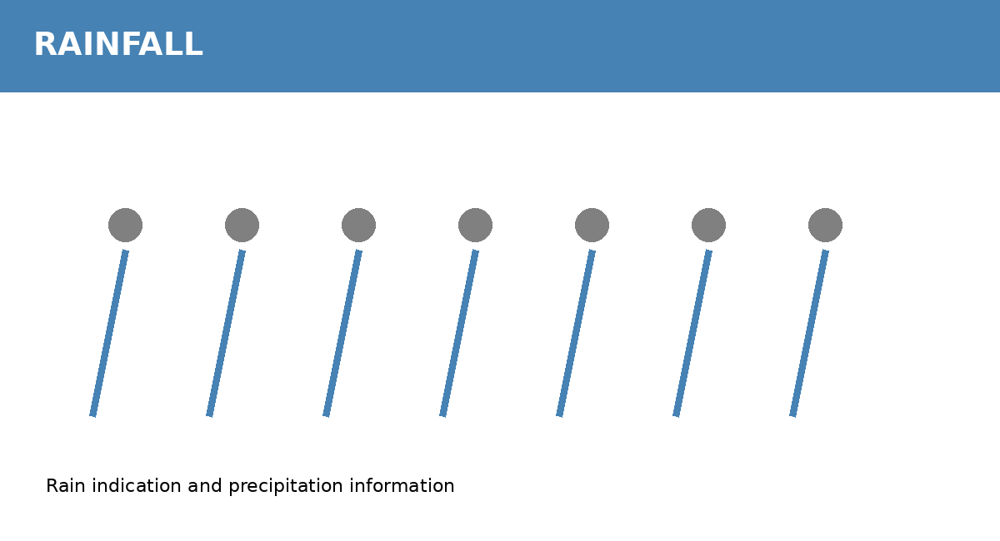 RAINFALL
Rain indication and precipitation information